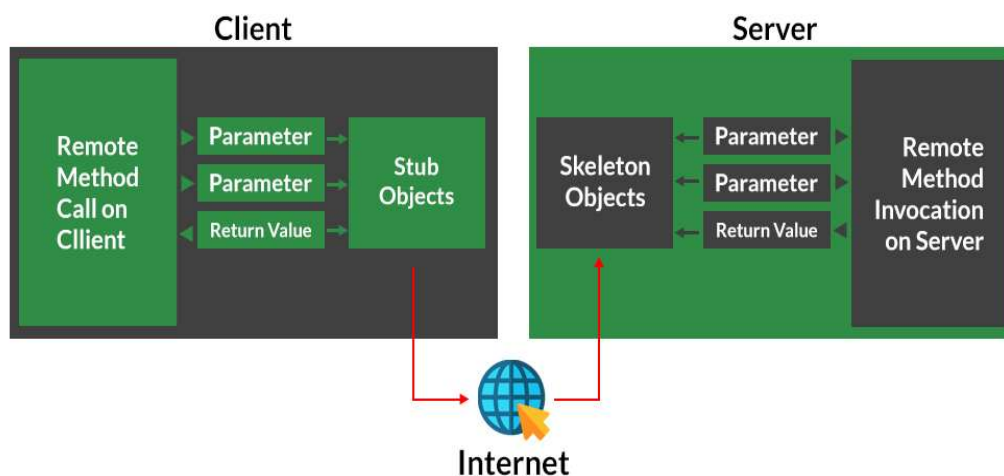 Client
Remote
Method
Call on
Cllient
Parameter
Parameter
Return Value
Stub
Objects
Server
Skeleton
Objects
Parameter
Parameter
Return Value
Remote
Method
Invocation
on Server
Internet